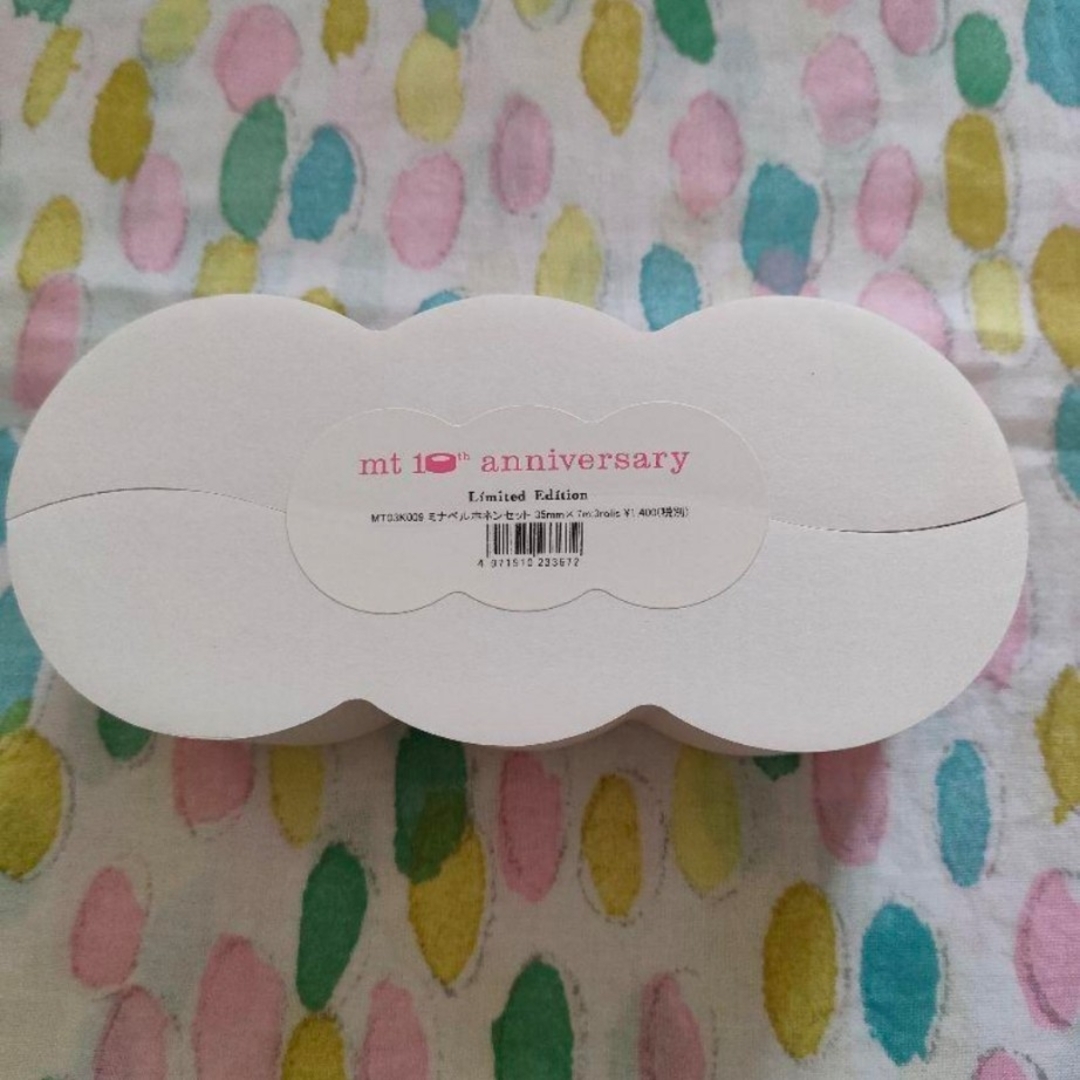 mt 10th anniversary
Limited Edition
MT03K009 ミナペルホネンセット 35mm×7m:3rolls ¥1,400(税別)
4 971910 233672